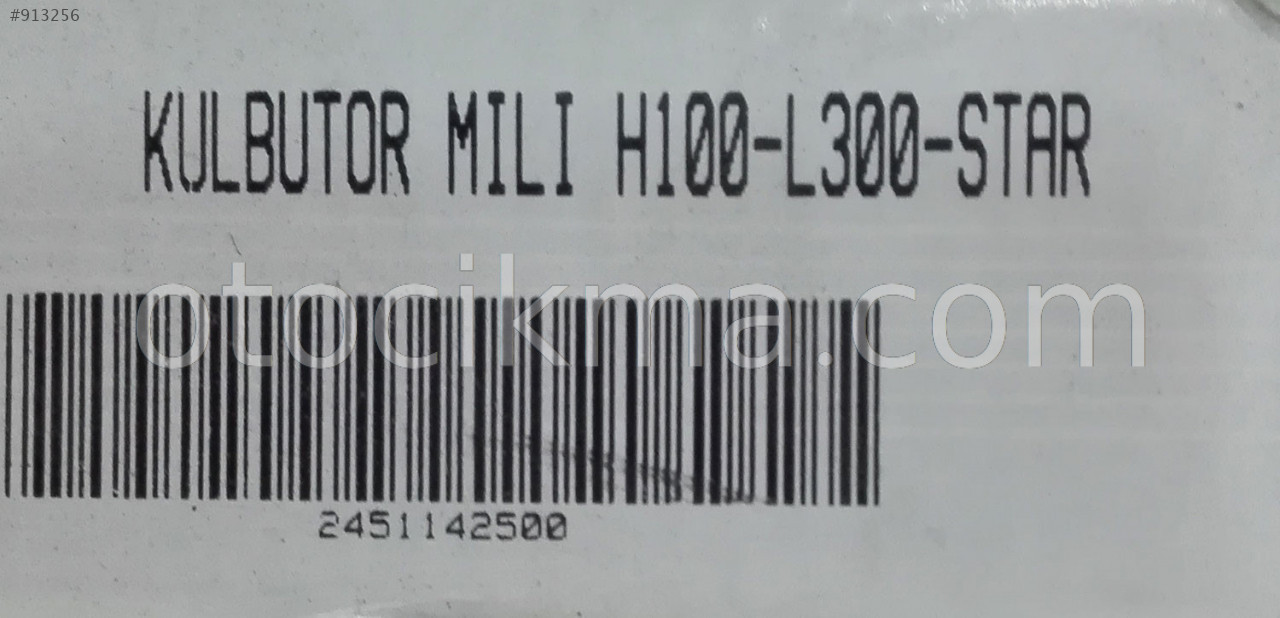 #913256
KULBUTOR MILI H100-L300-STAR
otocikma.com
2451142500